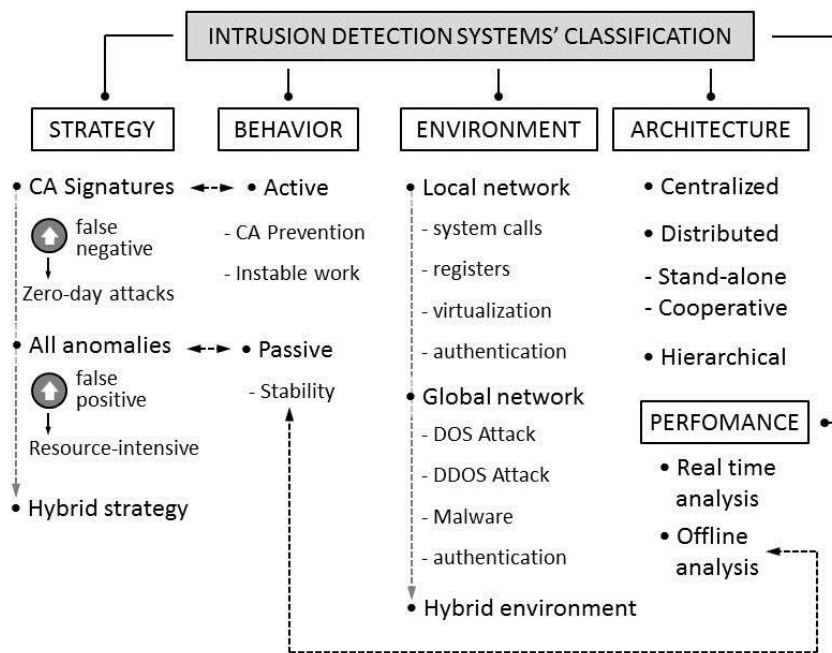 INTRUSION DETECTION SYSTEMS' CLASSIFICATION
STRATEGY
• CA Signatures
false
negative
Zero-day attacks
• All anomalies
false
positive
Resource-intensive
• Hybrid strategy
BEHAVIOR
• Active
- CA Prevention
- Instable work
• Passive
- Stability
ENVIRONMENT
• Local network
- system calls
- registers
- virtualization
- authentication
• Global network
- DOS Attack
- DDOS Attack
- Malware
- authentication
• Hybrid environment
ARCHITECTURE
• Centralized
• Distributed
- Stand-alone
- Cooperative
• Hierarchical
PERFOMANCE
• Real time
analysis
• Offline
analysis